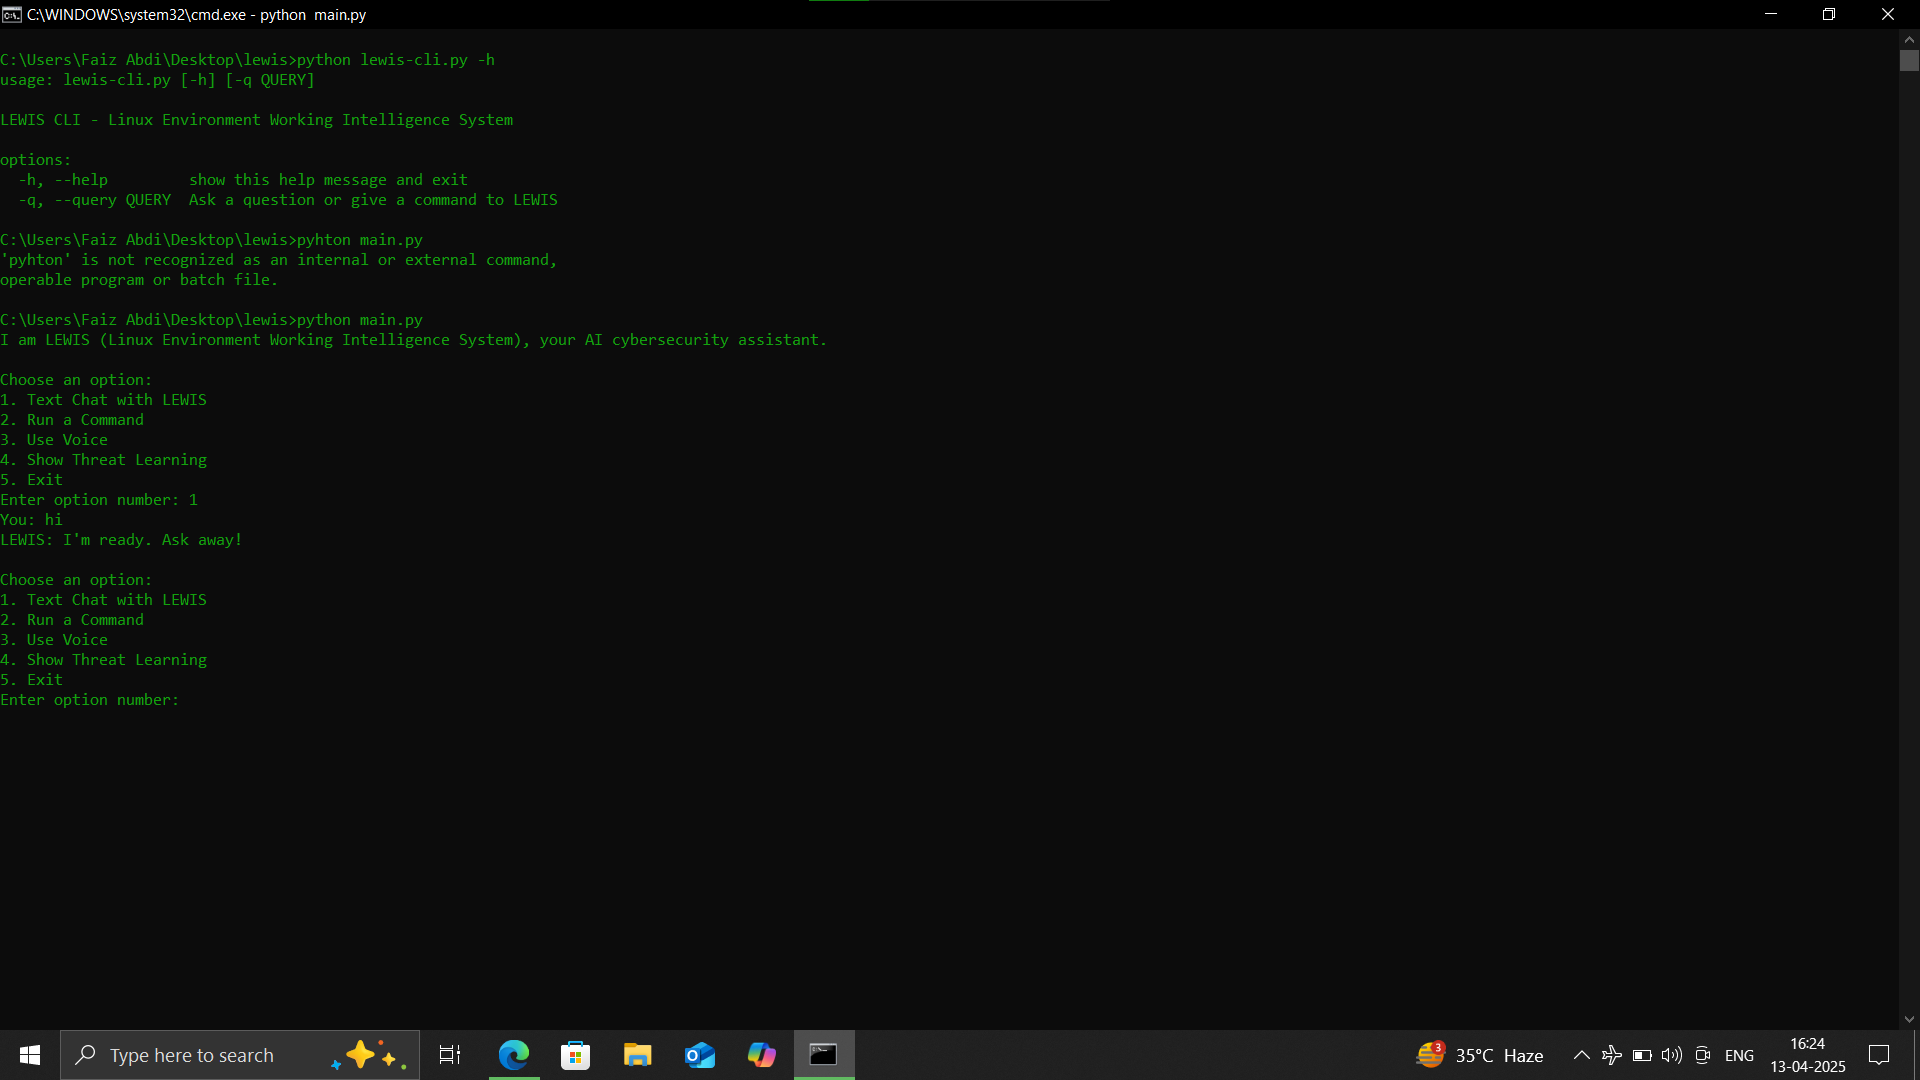 C:\WINDOWS\system32\cmd.exe - python  main.py
C:\Users\Faiz Abdi\Desktop\lewis>python lewis-cli.py -h
usage: lewis-cli.py [-h] [-q QUERY]
LEWIS CLI - Linux Environment Working Intelligence System
options:
  -h, --help         show this help message and exit
  -q, --query QUERY  Ask a question or give a command to LEWIS
C:\Users\Faiz Abdi\Desktop\lewis>pyhton main.py
'pyhton' is not recognized as an internal or external command,
operable program or batch file.
C:\Users\Faiz Abdi\Desktop\lewis>python main.py
I am LEWIS (Linux Environment Working Intelligence System), your AI cybersecurity assistant.
Choose an option:
1. Text Chat with LEWIS
2. Run a Command
3. Use Voice
4. Show Threat Learning
5. Exit
Enter option number: 1
You: hi
LEWIS: I'm ready. Ask away!
Choose an option:
1. Text Chat with LEWIS
2. Run a Command
3. Use Voice
4. Show Threat Learning
5. Exit
Enter option number:
Type here to search
3
35°C  Haze
ENG
16:24
13-04-2025